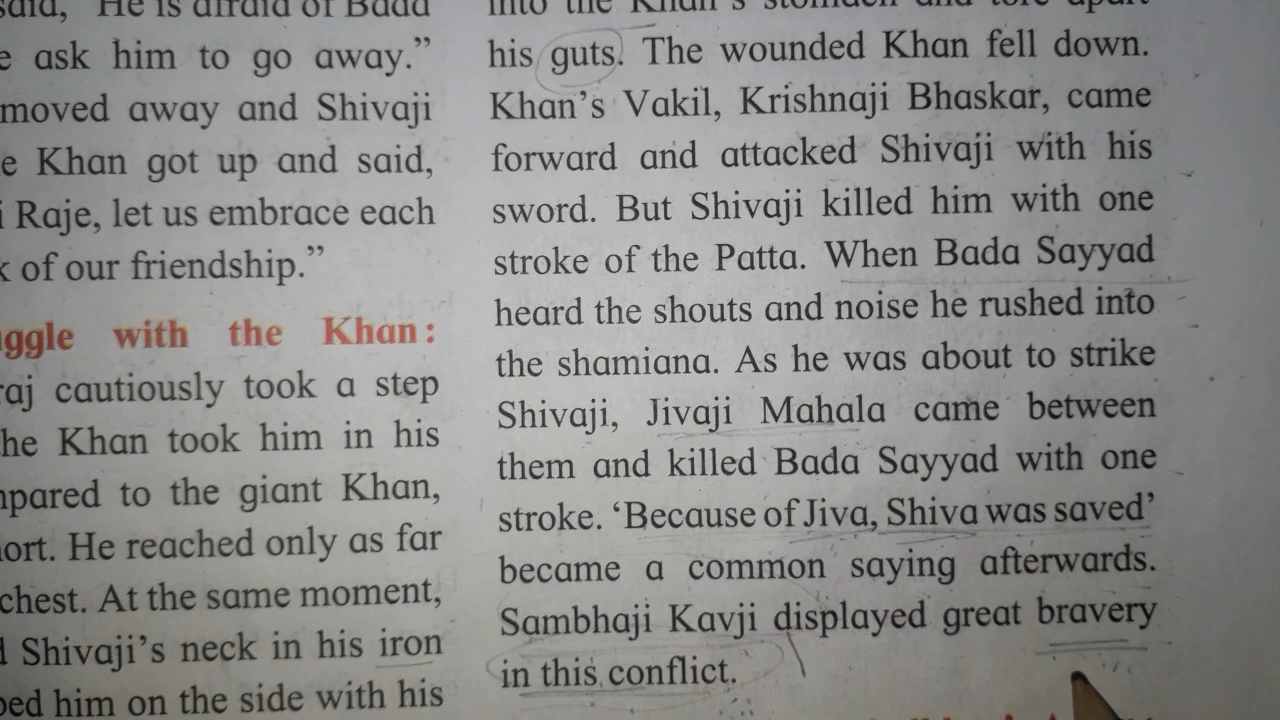 said, "He is afraid of Bada
ask him to go away."
moved away and Shivaji
Khan got up and said,
Raje, let us embrace each
of our friendship."
with the Khan:
cautiously took a step
the Khan took him in his
to the giant Khan,
He reached only as far
chest. At the same moment,
Shivaji's neck in his iron
him on the side with his
into the Khan's stomach and tore apart
his guts. The wounded Khan fell down.
Khan's Vakil, Krishnaji Bhaskar, came
forward and attacked Shivaji with his
sword. But Shivaji killed him with one
stroke of the Patta. When Bada Sayyad
heard the shouts and noise he rushed into
the shamiana. As he was about to strike
Shivaji, Jivaji Mahala came between
them and killed Bada Sayyad with one
stroke. 'Because of Jiva, Shiva was saved'
became a common saying afterwards.
Sambhaji Kavji displayed great bravery
in this conflict.